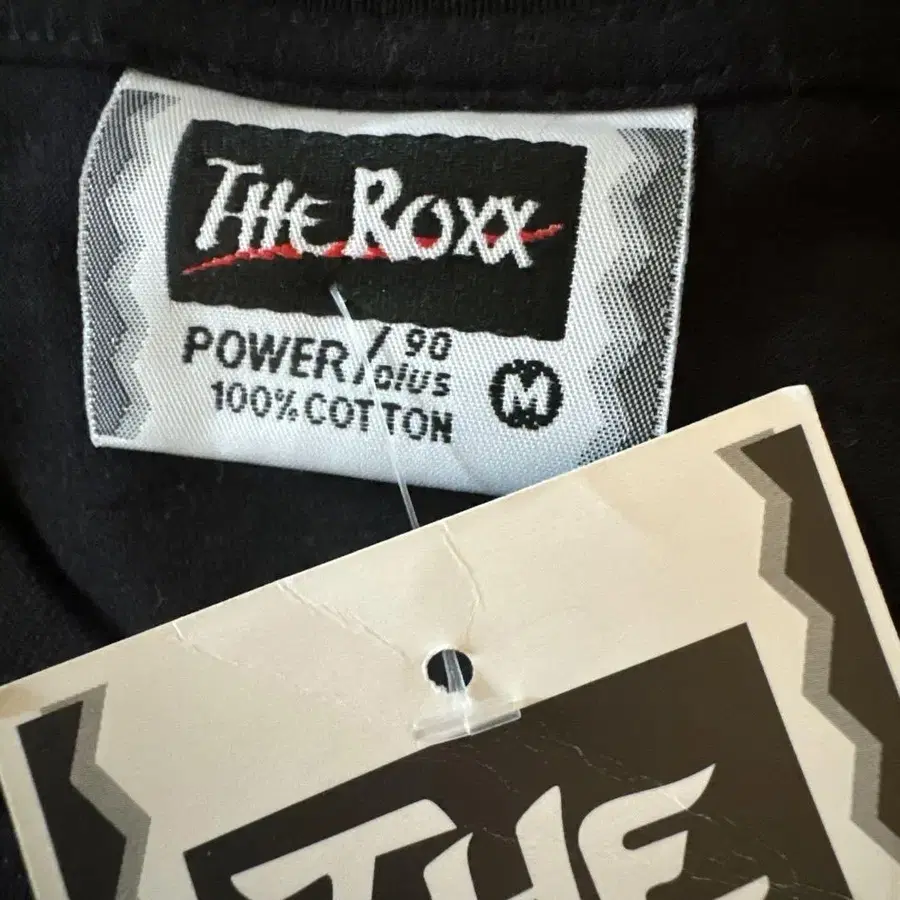 THE ROXX
POWER / 90
plus
100% COTTON
M
THE